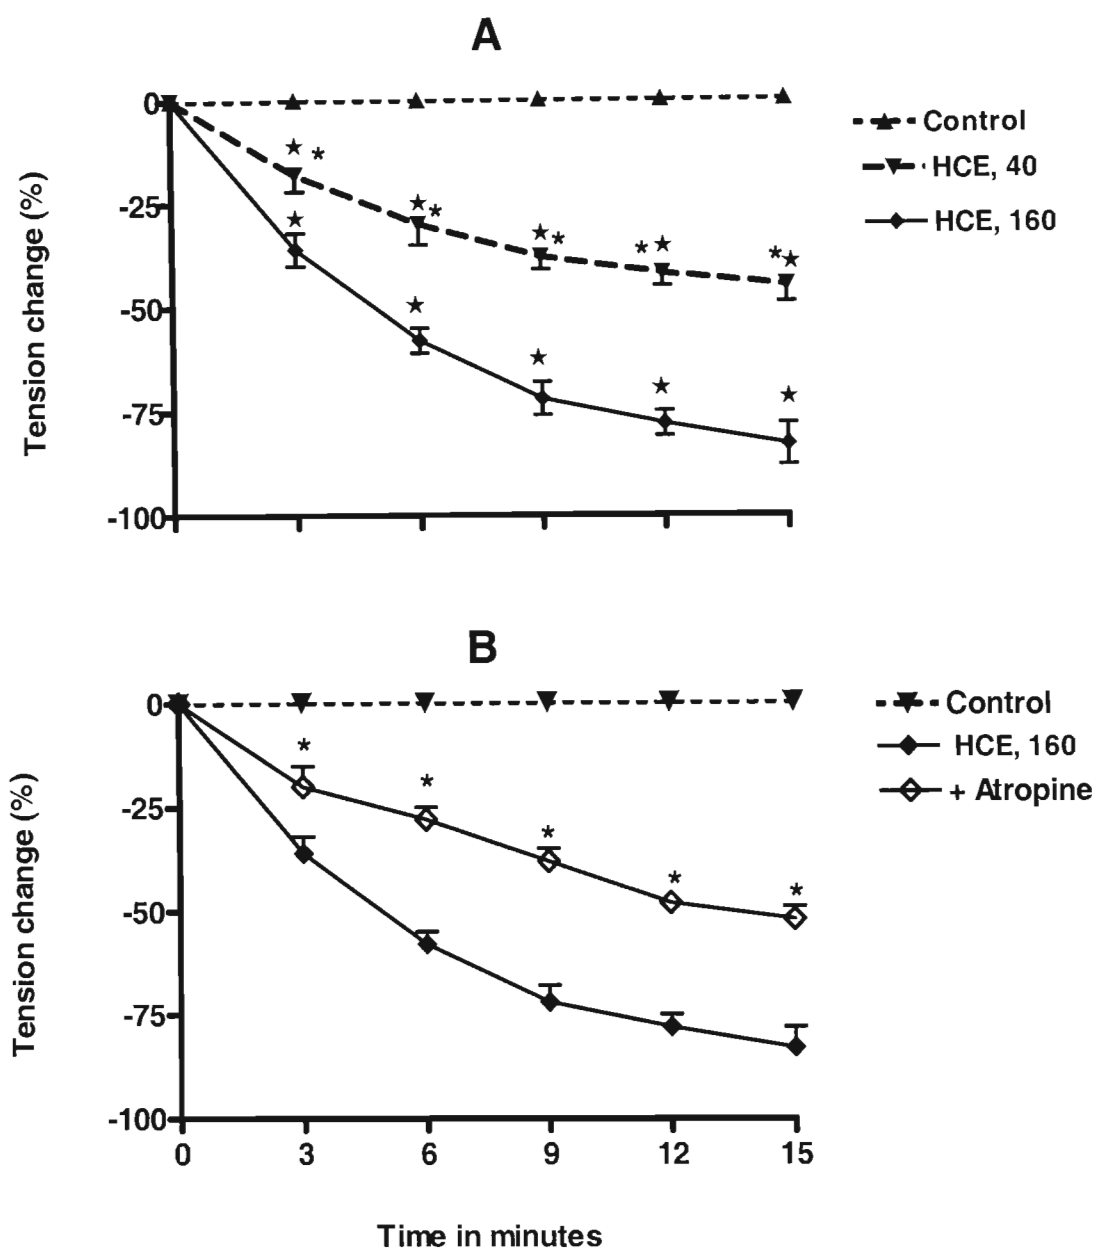 A
0
-25
-50
-75
-100
Tension change (%)
Control
HCE, 40
HCE, 160
B
0
-25
-50
-75
-100
Tension change (%)
Control
HCE, 160
+ Atropine
0 3 6 9 12 15
Time in minutes